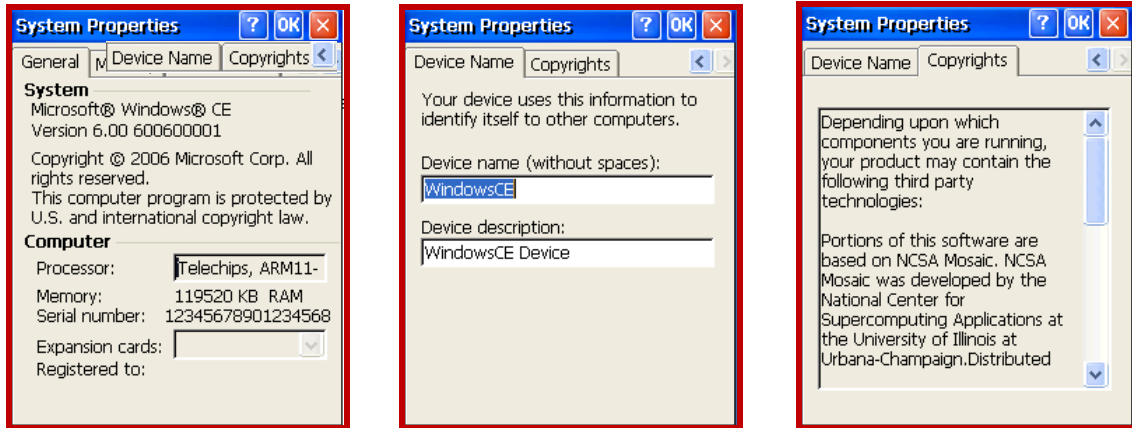 System Properties ? OK
General M Device Name Copyrights
System
Microsoft® Windows® CE
Version 6.00 600600001
Copyright © 2006 Microsoft Corp. All
rights reserved.
This computer program is protected by
U.S. and international copyright law.
Computer
Processor: Telechips, ARM11-
Memory: 119520 KB RAM
Serial number: 12345678901234568
Expansion cards:
Registered to:
System Properties ? OK
Device Name Copyrights
Your device uses this information to
identify itself to other computers.
Device name (without spaces):
WindowsCE
Device description:
WindowsCE Device
System Properties ? OK
Device Name Copyrights
Depending upon which
components you are running,
your product may contain the
following third party
technologies:
Portions of this software are
based on NCSA Mosaic. NCSA
Mosaic was developed by the
National Center for
Supercomputing Applications at
the University of Illinois at
Urbana-Champaign.Distributed